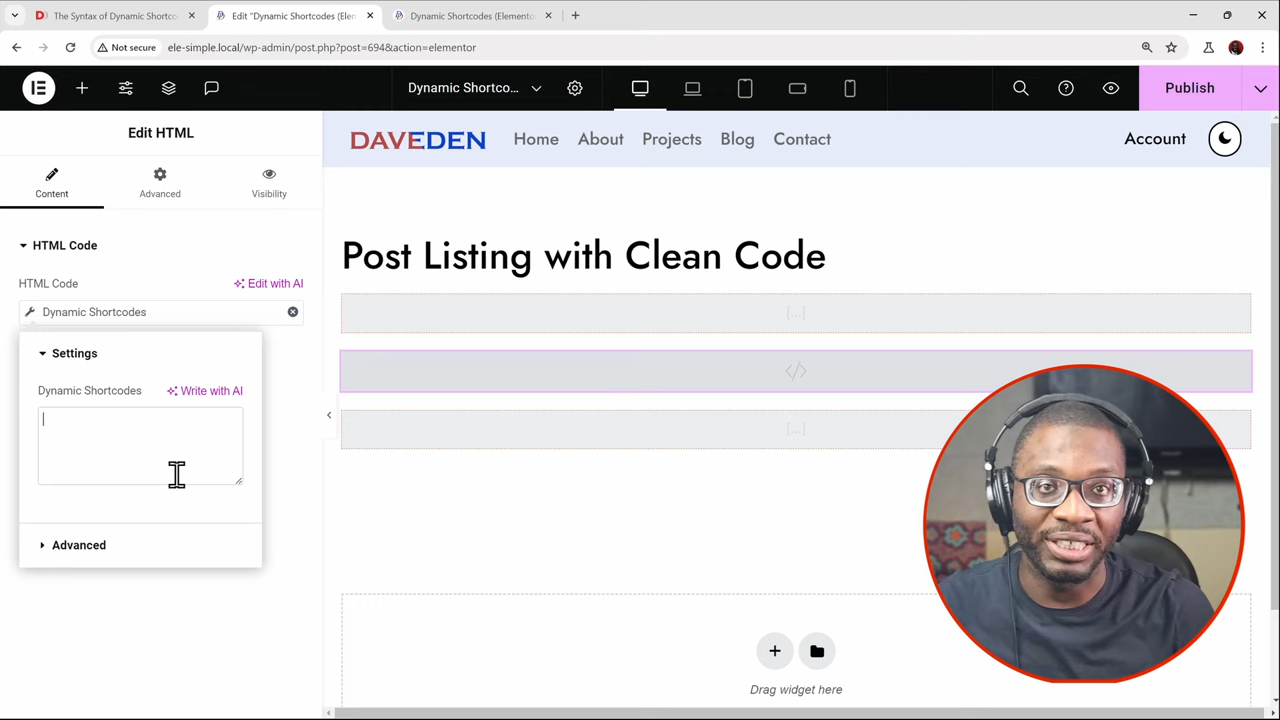 The Syntax of Dynamic Shortco
Edit "Dynamic Shortcodes (Elem
Dynamic Shortcodes (Elemento
Not secure
ele-simple.local/wp-admin/post.php?post=694&action=elementor
Dynamic Shortco...
Publish
Edit HTML
Content
Advanced
Visibility
HTML Code
HTML Code
Edit with AI
Dynamic Shortcodes
Settings
Dynamic Shortcodes
Write with AI
Advanced
DAVEDEN
Home
About
Projects
Blog
Contact
Account
Post Listing with Clean Code
[...]
</>
[...]
Drag widget here